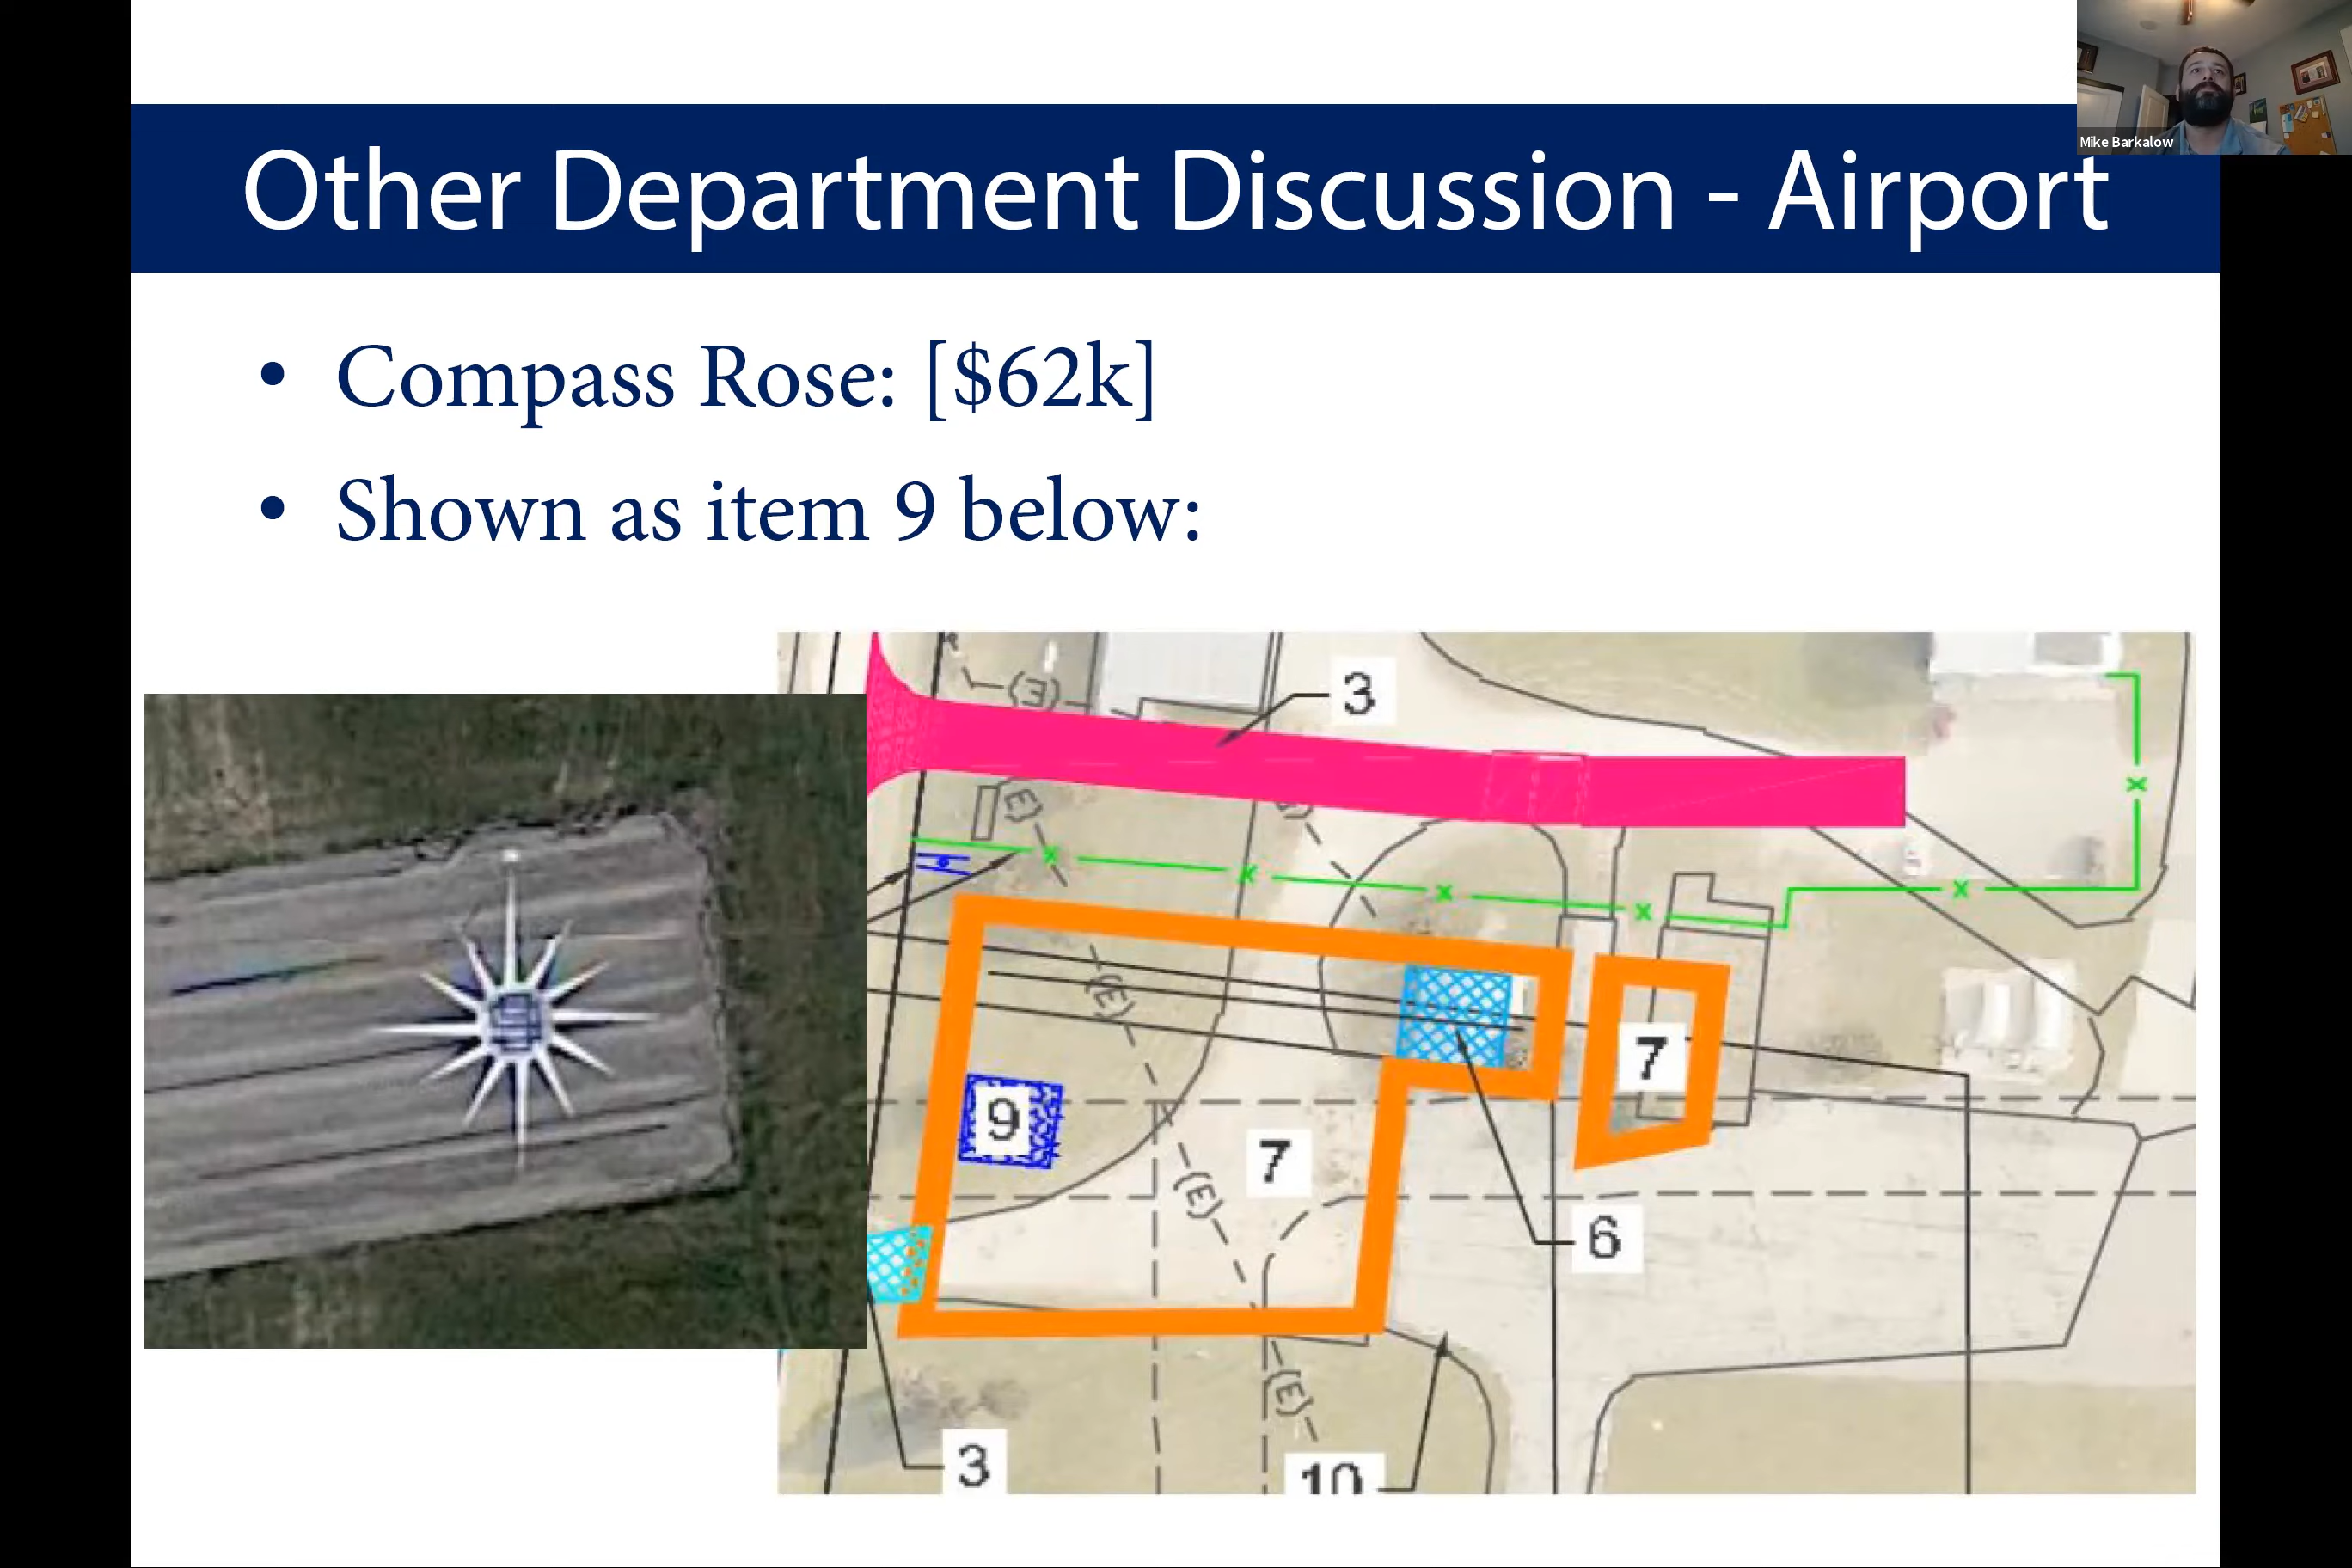 Mike Barkalow
Other Department Discussion - Airport
• Compass Rose: [$62k]
• Shown as item 9 below:
3
(E)
(E)
7
9
(E)
7
(E)
6
(E)
3
10